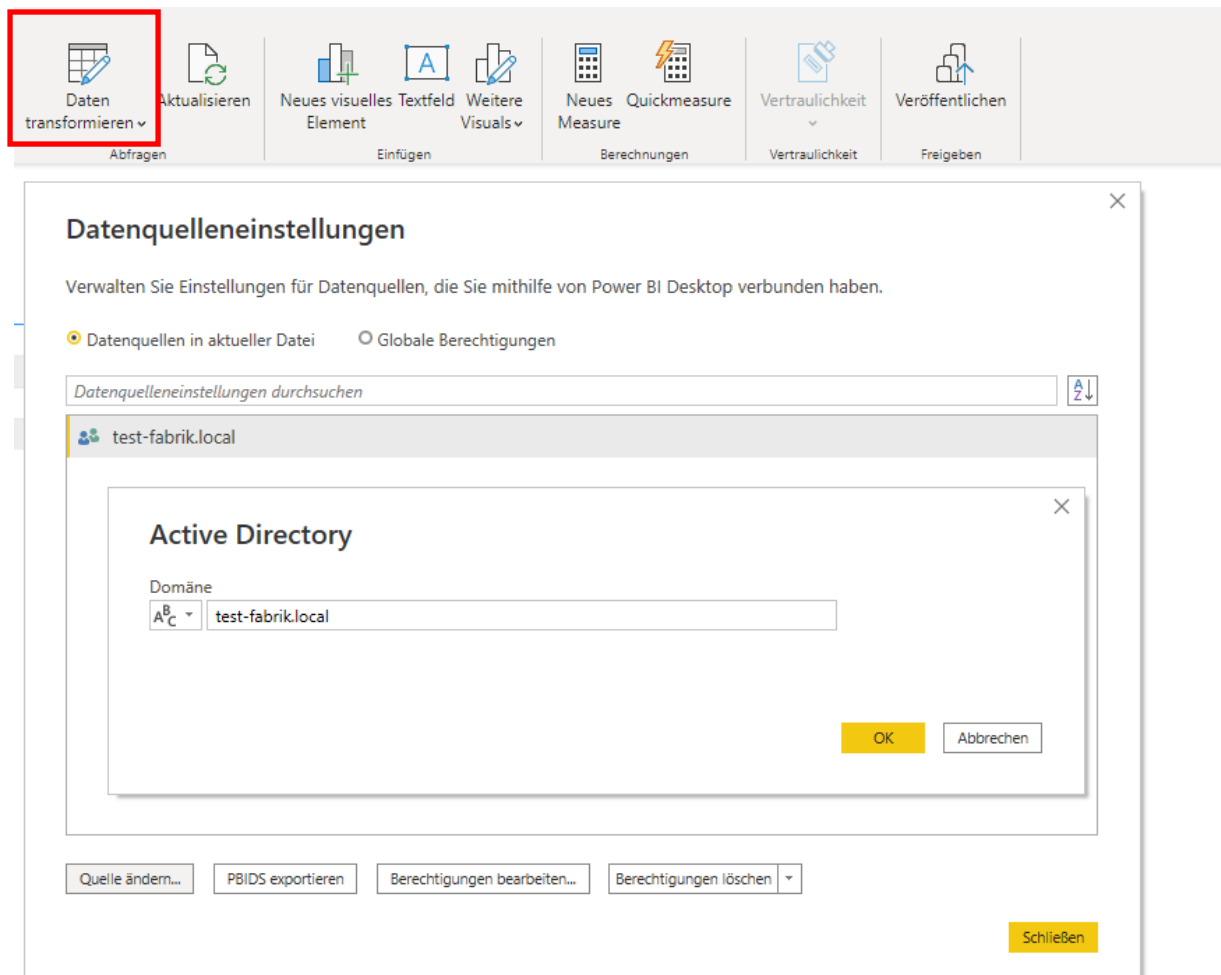 Daten transformieren
Aktualisieren
Neues visuelles Element
Textfeld
Weitere Visuals
Neues Measure
Quickmeasure
Vertraulichkeit
Veröffentlichen
Abfragen
Einfügen
Berechnungen
Vertraulichkeit
Freigeben
Datenquelleneinstellungen
Verwalten Sie Einstellungen für Datenquellen, die Sie mithilfe von Power BI Desktop verbunden haben.
Datenquellen in aktueller Datei
Globale Berechtigungen
Datenquelleneinstellungen durchsuchen
AZ
test-fabrik.local
Active Directory
Domäne
ABC
test-fabrik.local
OK
Abbrechen
Quelle ändern...
PBIDS exportieren
Berechtigungen bearbeiten...
Berechtigungen löschen
Schließen